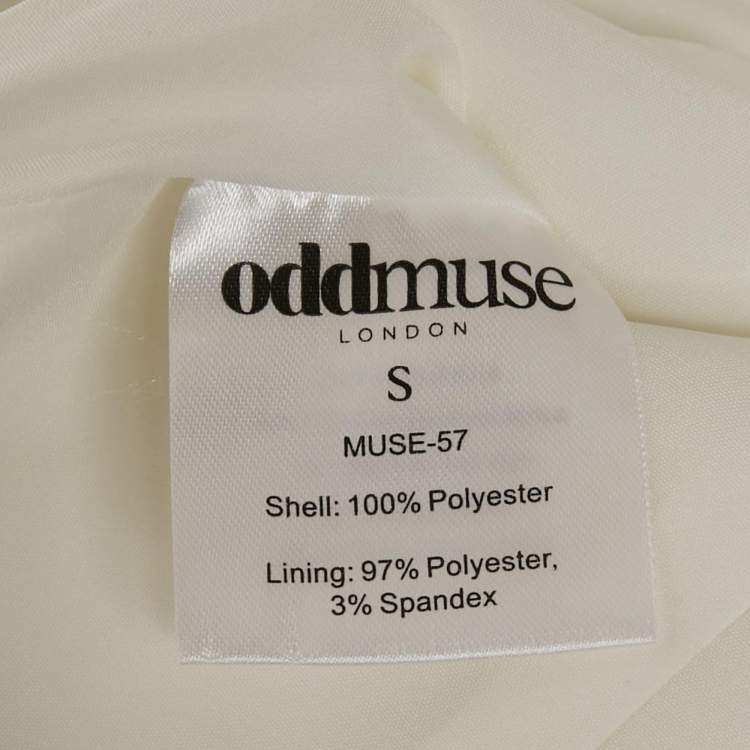 oddmuse
LONDON
S
MUSE-57
Shell: 100% Polyester
Lining: 97% Polyester,
3% Spandex